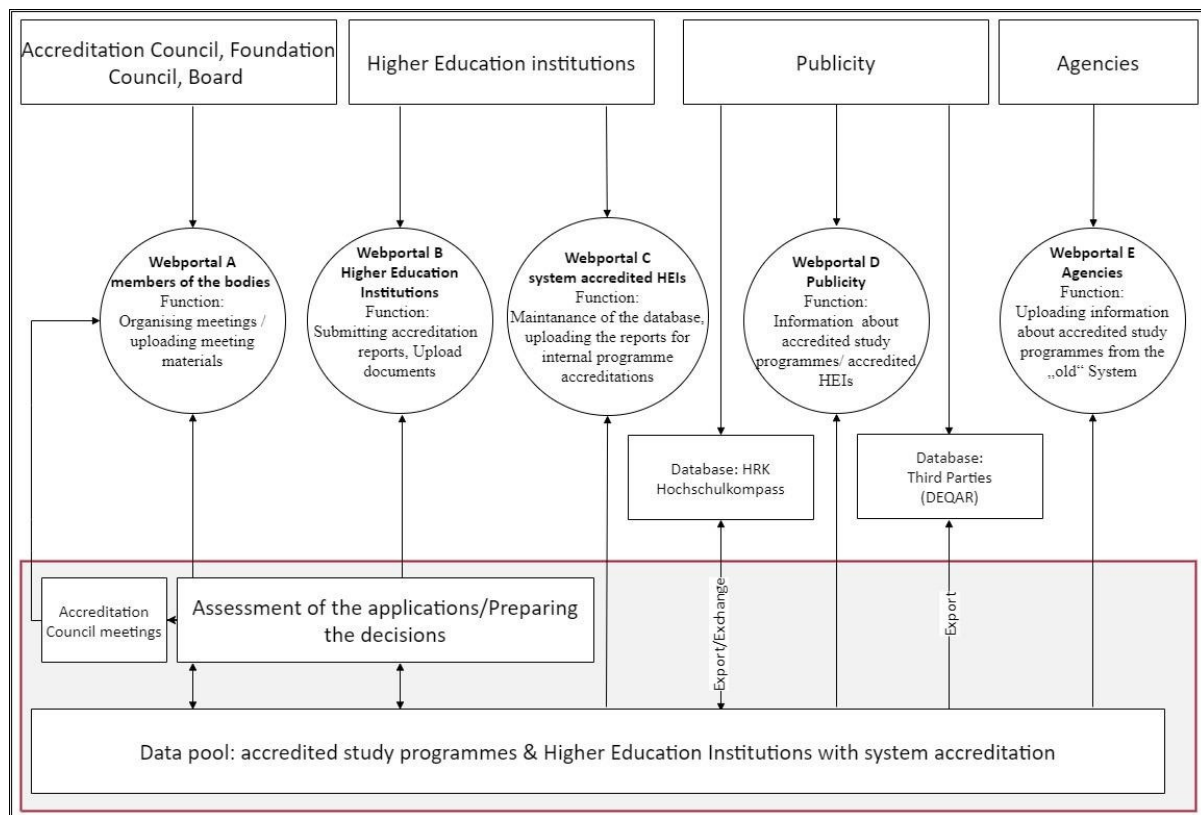 Accreditation Council, Foundation
Council, Board
Higher Education institutions
Publicity
Agencies
Webportal A
members of the bodies
Function:
Organising meetings /
uploading meeting
materials
Webportal B
Higher Education
Institutions
Function:
Submitting accreditation
reports, Upload
documents
Webportal C
system accredited HEIs
Function:
Maintanance of the database,
uploading the reports for
internal programme
accreditations
Webportal D
Publicity
Function:
Information about
accredited study
programmes/ accredited
HEIs
Webportal E
Agencies
Function:
Uploading information
about accredited study
programmes from the
„old“ System
Database: HRK
Hochschulkompass
Database:
Third Parties
(DEQAR)
Accreditation
Council meetings
Assessment of the applications/Preparing
the decisions
Export/Exchange
Export
Data pool: accredited study programmes & Higher Education Institutions with system accreditation